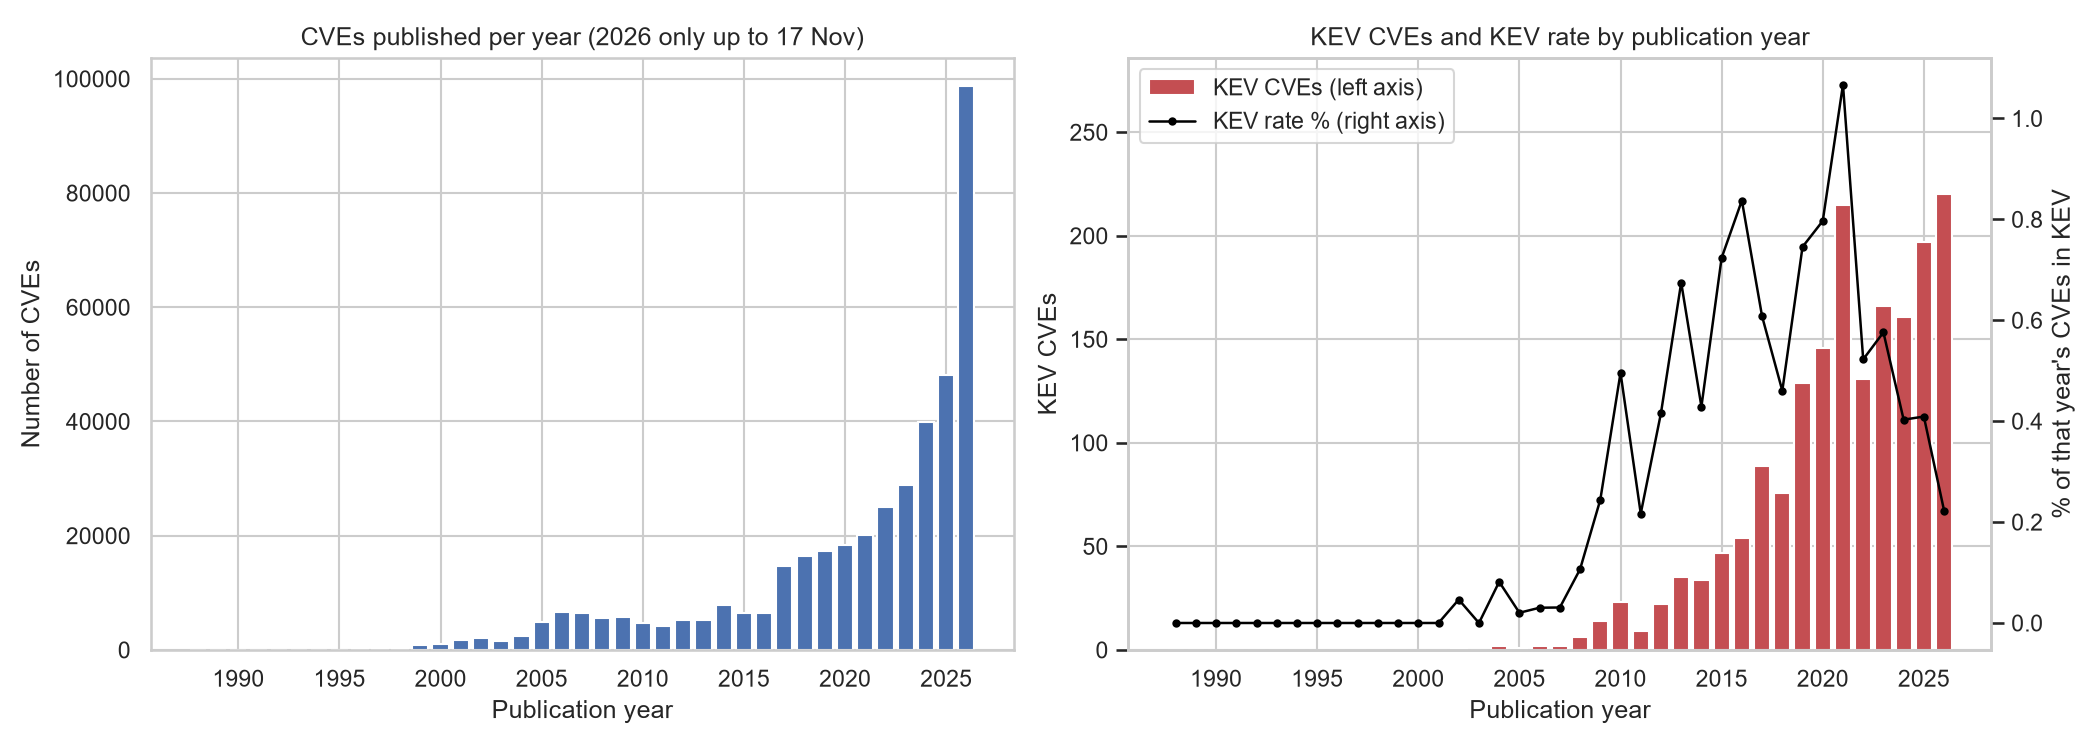 CVEs published per year (2026 only up to 17 Nov)
Number of CVEs
100000
80000
60000
40000
20000
0
1990 1995 2000 2005 2010 2015 2020 2025
Publication year
KEV CVEs and KEV rate by publication year
KEV CVEs (left axis)
KEV rate % (right axis)
KEV CVEs
250
200
150
100
50
0
1990 1995 2000 2005 2010 2015 2020 2025
Publication year
1.0
0.8
0.6
0.4
0.2
0.0
% of that year's CVEs in KEV